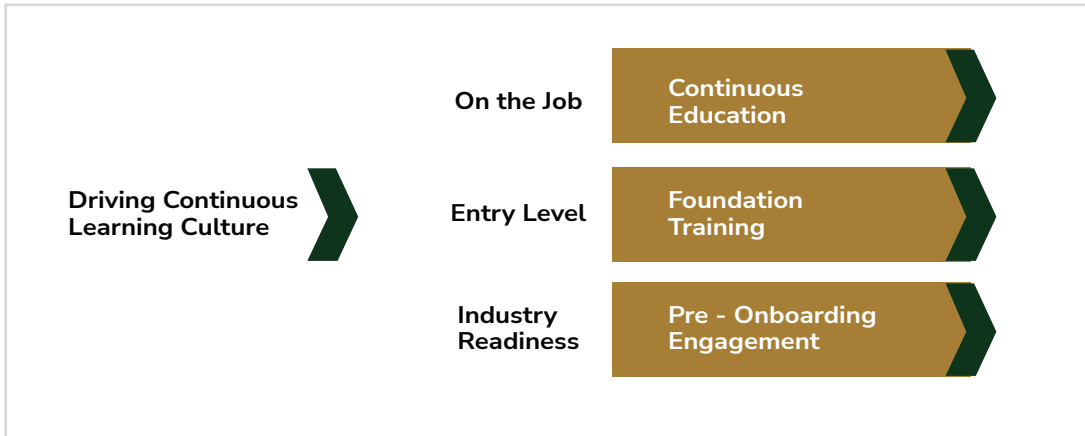 Driving Continuous
Learning Culture
On the Job
Continuous
Education
Entry Level
Foundation
Training
Industry
Readiness
Pre - Onboarding
Engagement